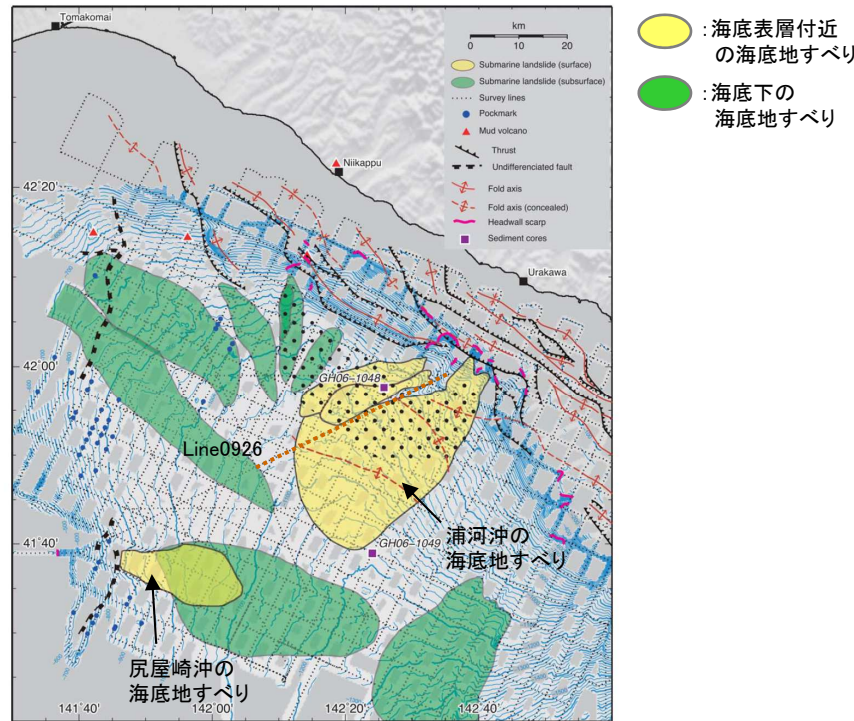 Tomakomai
km
0 10 20
Submarine landslide (surface)
Submarine landslide (subsurface)
Survey lines
Pockmark
Mud volcano
Thrust
Undifferenciated fault
Fold axis
Fold axis (concealed)
Headwall scarp
Sediment cores
:海底表層付近
の海底地すべり
:海底下の
海底地すべり
Niikappu
42°20'
Urakawa
42°00'
GH06-1048
Line0926
浦河沖の
海底地すべり
41°40'
GH06-1049
尻屋崎沖の
海底地すべり
141°40' 142°00' 142°20' 142°40'